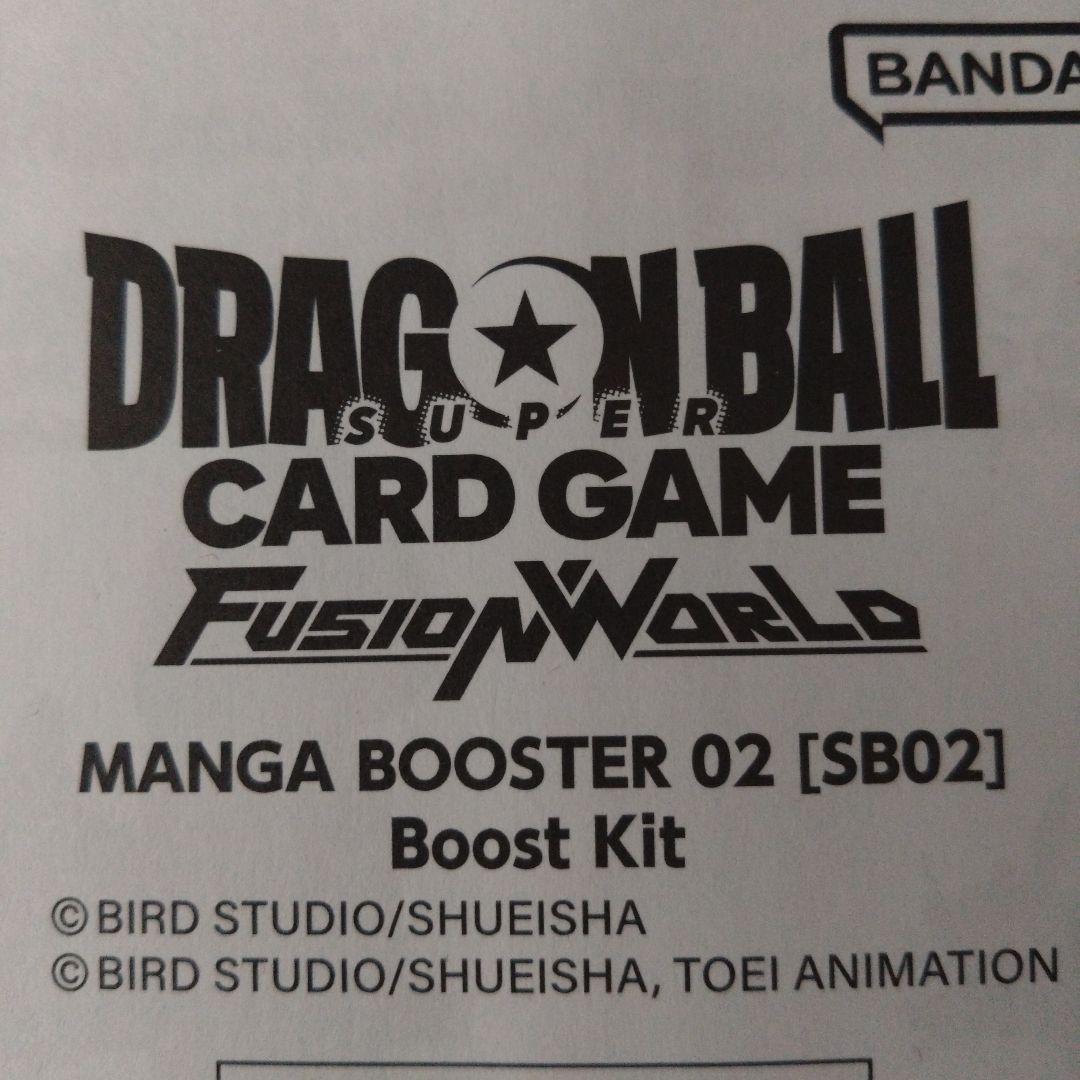 BANDA
DRAGON BALL
SUPER
CARD GAME
FUSION WORLD
MANGA BOOSTER 02 [SB02]
Boost Kit
©BIRD STUDIO/SHUEISHA
©BIRD STUDIO/SHUEISHA, TOEI ANIMATION